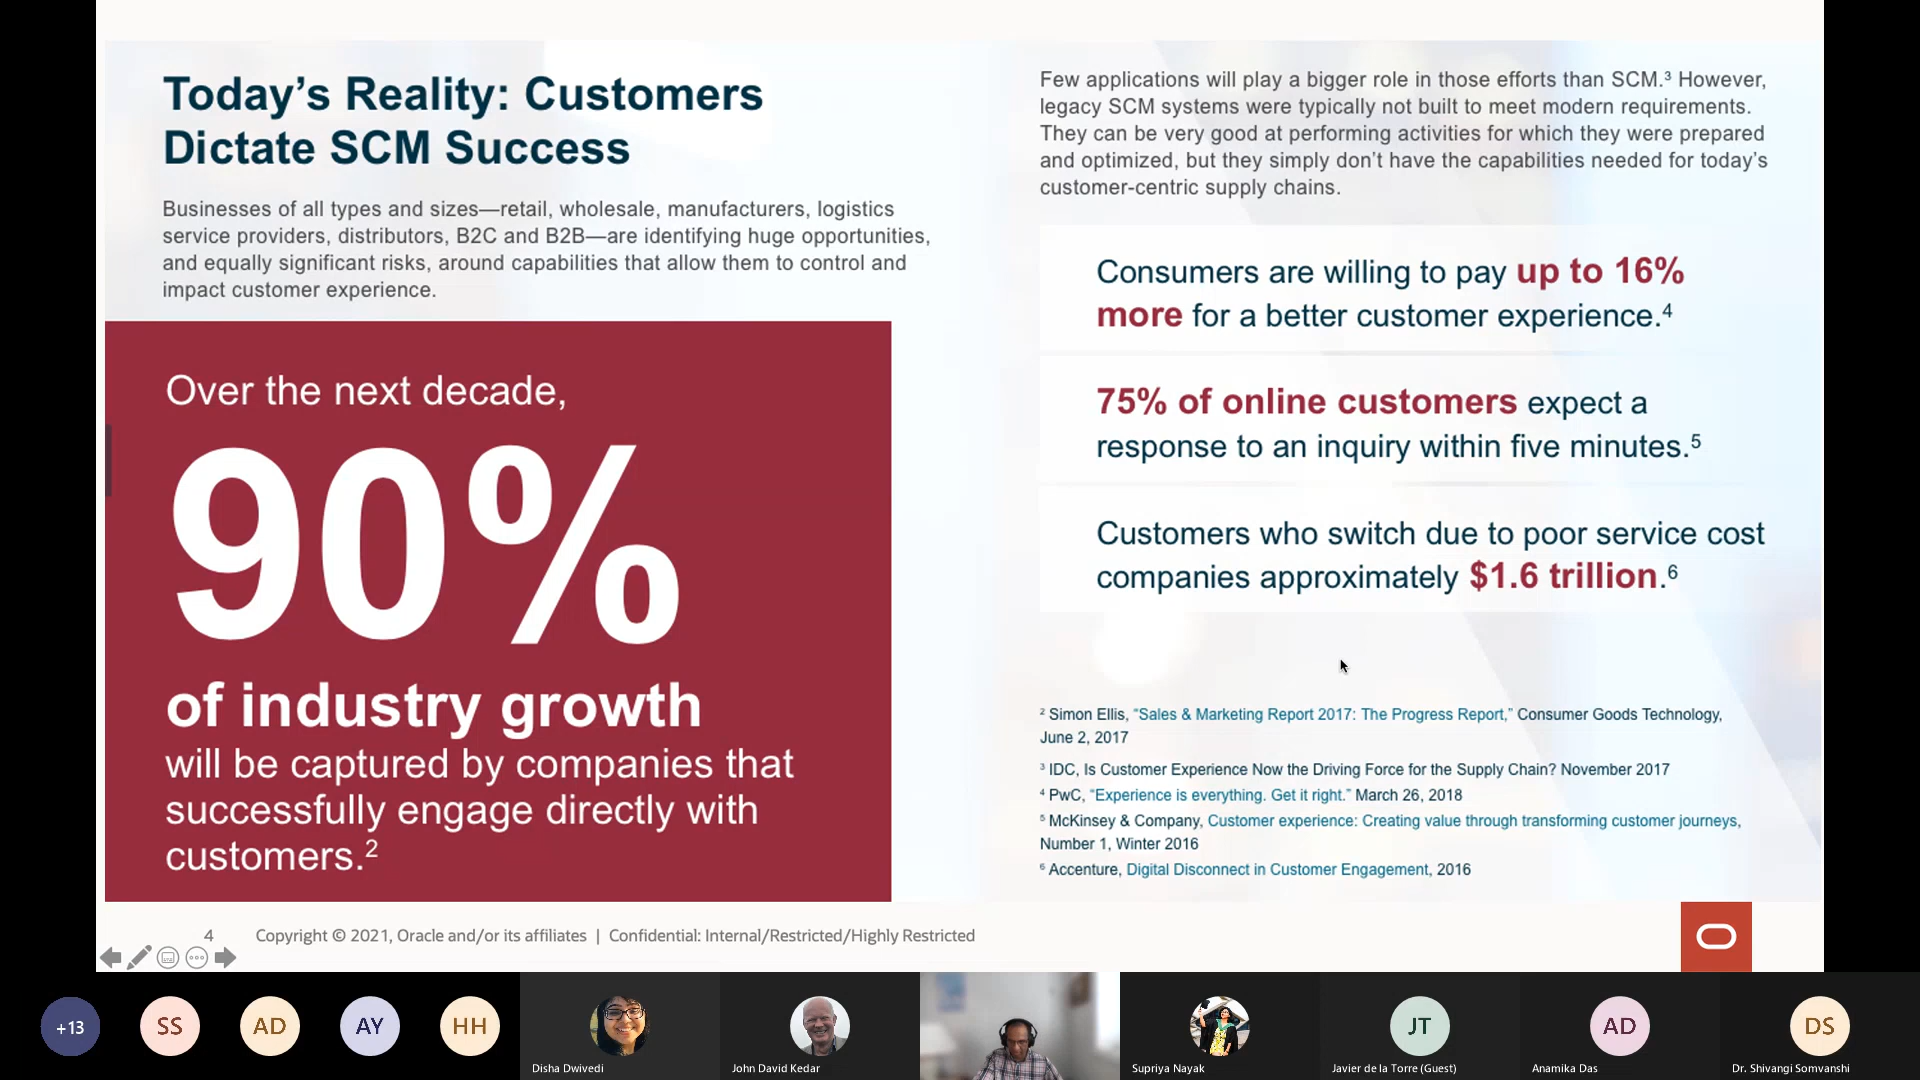 Today's Reality: Customers
Dictate SCM Success
Businesses of all types and sizes—retail, wholesale, manufacturers, logistics
service providers, distributors, B2C and B2B—are identifying huge opportunities,
and equally significant risks, around capabilities that allow them to control and
impact customer experience.
Over the next decade,
90%
of industry growth
will be captured by companies that
successfully engage directly with
customers.²
Few applications will play a bigger role in those efforts than SCM.³ However,
legacy SCM systems were typically not built to meet modern requirements.
They can be very good at performing activities for which they were prepared
and optimized, but they simply don't have the capabilities needed for today's
customer-centric supply chains.
Consumers are willing to pay up to 16%
more for a better customer experience.⁴
75% of online customers expect a
response to an inquiry within five minutes.⁵
Customers who switch due to poor service cost
companies approximately $1.6 trillion.⁶
² Simon Ellis, "Sales & Marketing Report 2017: The Progress Report," Consumer Goods Technology,
June 2, 2017
³ IDC, Is Customer Experience Now the Driving Force for the Supply Chain? November 2017
⁴ PwC, "Experience is everything. Get it right." March 26, 2018
⁵ McKinsey & Company, Customer experience: Creating value through transforming customer journeys,
Number 1, Winter 2016
⁶ Accenture, Digital Disconnect in Customer Engagement, 2016
4 Copyright © 2021, Oracle and/or its affiliates | Confidential: Internal/Restricted/Highly Restricted
+13
SS
AD
AY
HH
Disha Dwivedi
John David Kedar
Supriya Nayak
JT
Javier de la Torre (Guest)
AD
Anamika Das
DS
Dr. Shivangi Somvanshi